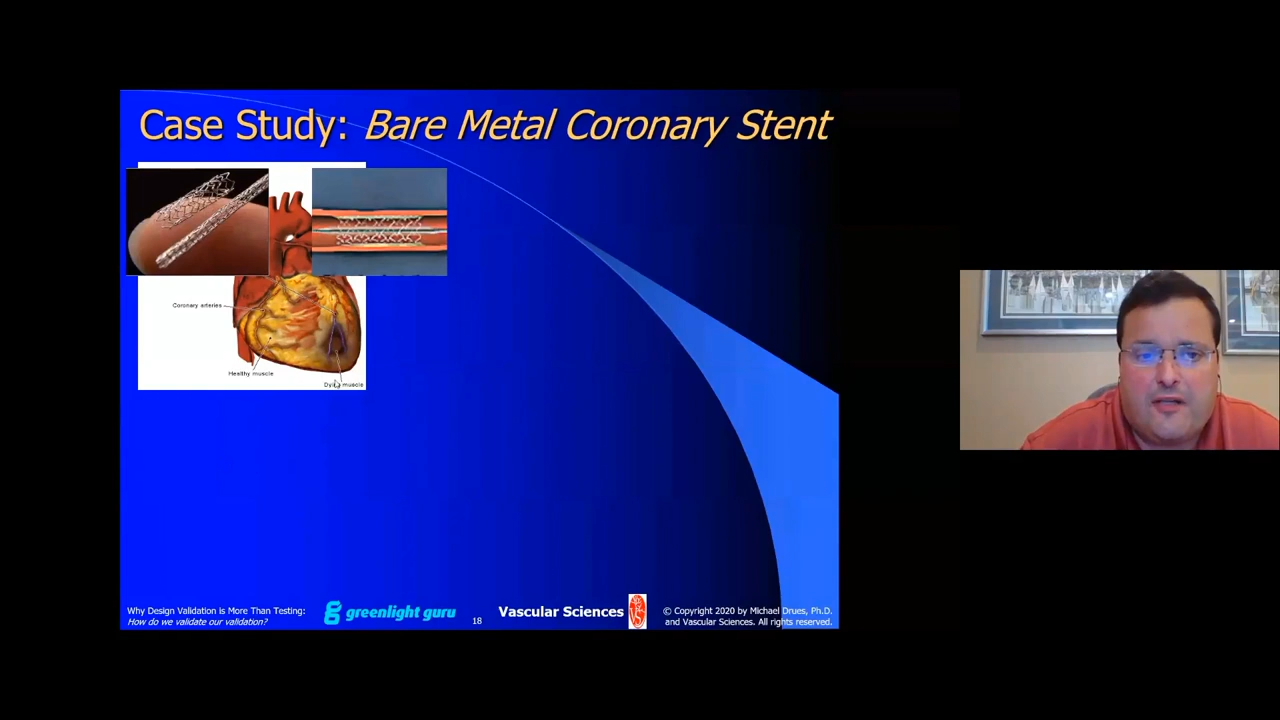 Case Study: Bare Metal Coronary Stent
Coronary arteries
Healthy muscle
Dying muscle
Why Design Validation is More Than Testing:
How do we validate our validation?
greenlight guru
18
Vascular Sciences
© Copyright 2020 by Michael Drues, Ph.D.
and Vascular Sciences. All rights reserved.